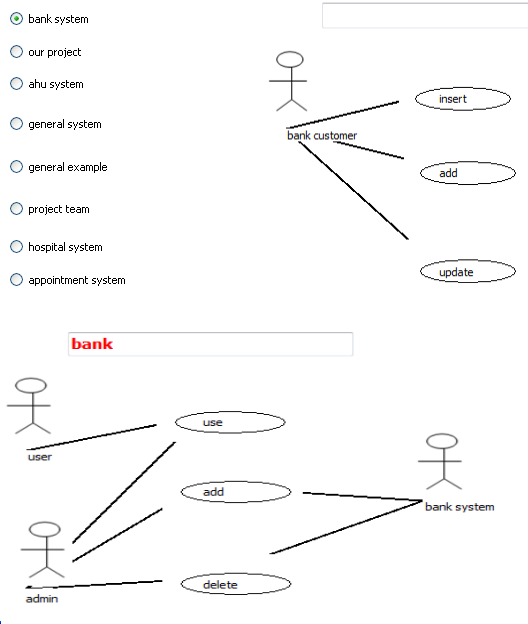 bank system
our project
ahu system
general system
general example
project team
hospital system
appointment system
insert
bank customer
add
update
bank
use
user
add
bank system
delete
admin